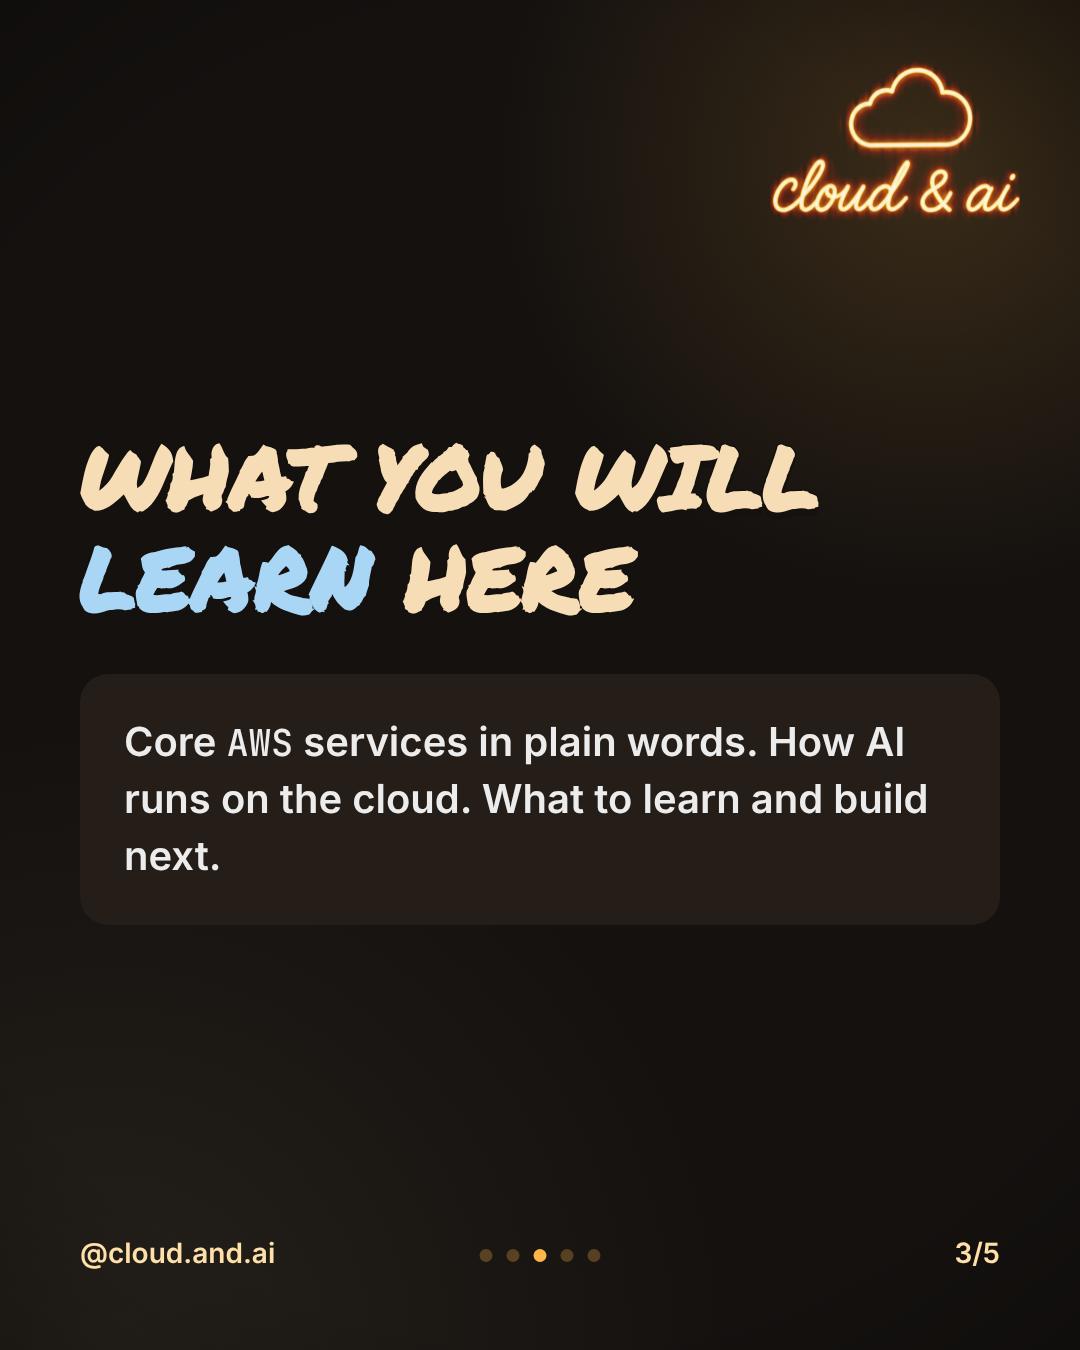 cloud & ai
WHAT YOU WILL
LEARN HERE
Core AWS services in plain words. How AI
runs on the cloud. What to learn and build
next.
@cloud.and.ai
3/5